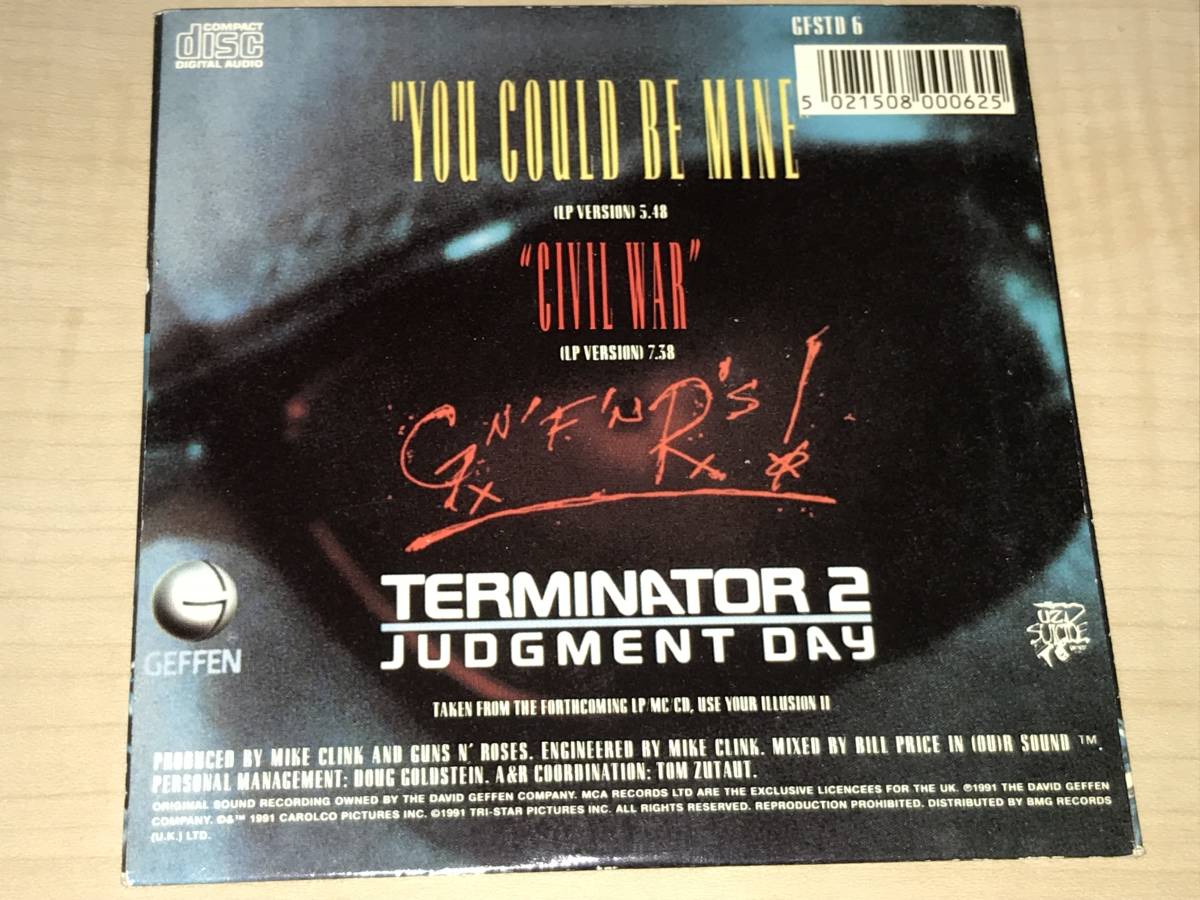 COMPACT
disc
DIGITAL AUDIO
GFSTD 6
5 021508 000625
"YOU COULD BE MINE"
(LP VERSION) 5.48
"CIVIL WAR"
(LP VERSION) 7.38
G N' F' N R's!
TERMINATOR 2
JUDGMENT DAY
GEFFEN
UZI
SUICIDE
TAKEN FROM THE FORTHCOMING LP/MC/CD, USE YOUR ILLUSION II
PRODUCED BY MIKE CLINK AND GUNS N' ROSES. ENGINEERED BY MIKE CLINK. MIXED BY BILL PRICE IN (OU)R SOUND ™.
PERSONAL MANAGEMENT: DOUG GOLDSTEIN. A&R COORDINATION: TOM ZUTAUT.
ORIGINAL SOUND RECORDING OWNED BY THE DAVID GEFFEN COMPANY. MCA RECORDS LTD ARE THE EXCLUSIVE LICENCEES FOR THE UK. ©1991 THE DAVID GEFFEN
COMPANY. ©&™ 1991 CAROLCO PICTURES INC. ©1991 TRI-STAR PICTURES INC. ALL RIGHTS RESERVED. REPRODUCTION PROHIBITED. DISTRIBUTED BY BMG RECORDS
(U.K.) LTD.